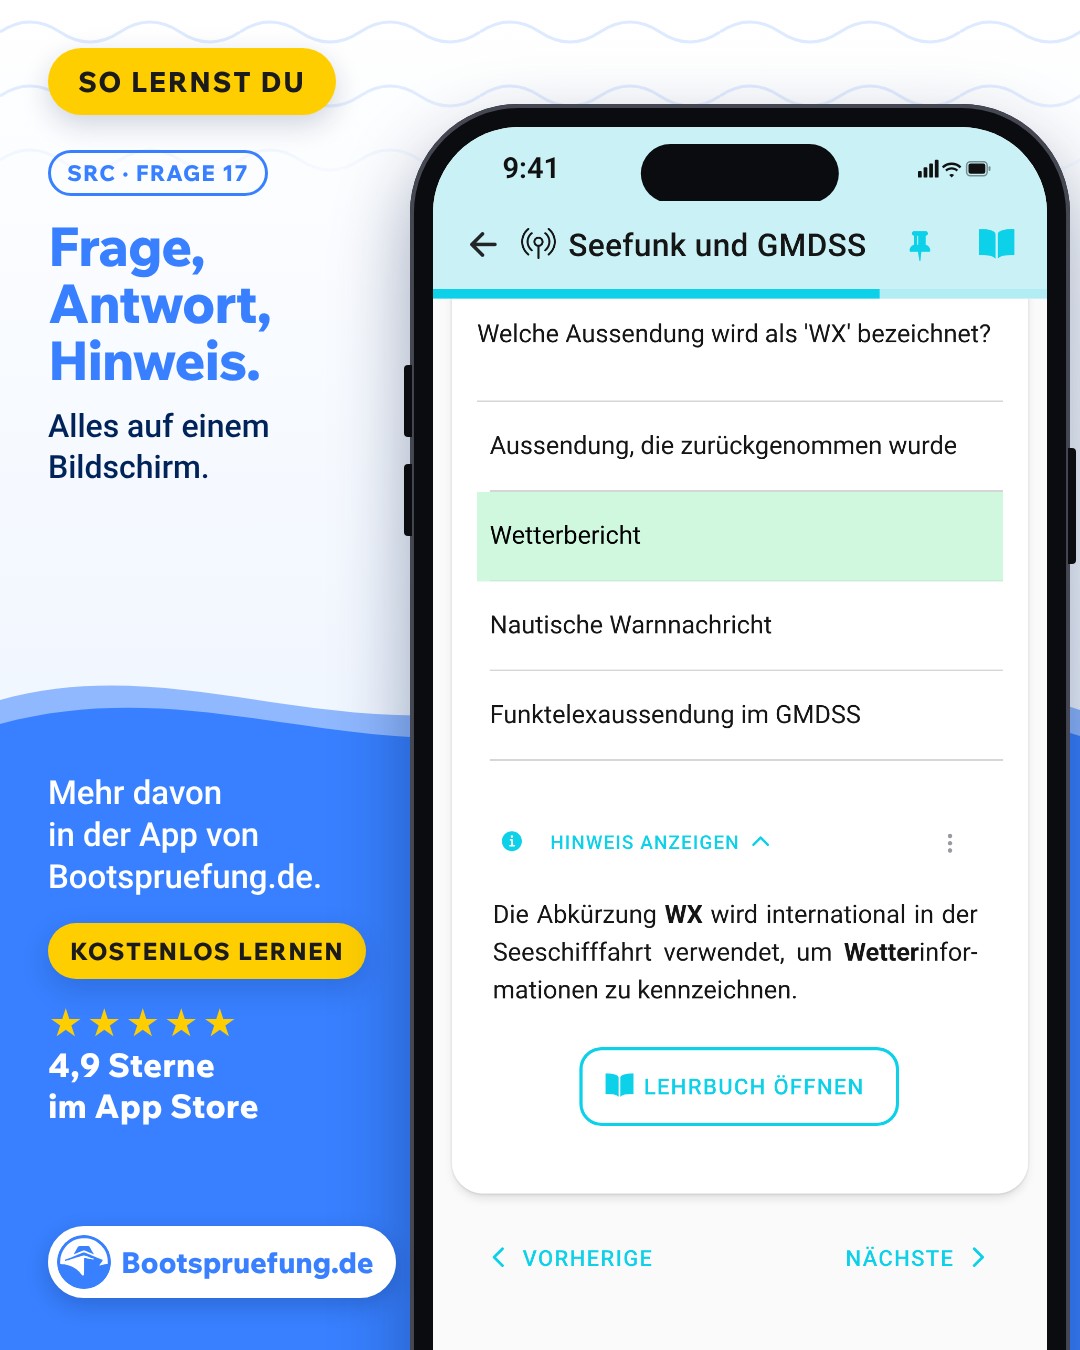 SO LERNST DU
SRC · FRAGE 17
Frage,
Antwort,
Hinweis.
Alles auf einem
Bildschirm.
Mehr davon
in der App von
Bootspruefung.de.
KOSTENLOS LERNEN
4,9 Sterne
im App Store
Bootspruefung.de
9:41
Seefunk und GMDSS
Welche Aussendung wird als 'WX' bezeichnet?
Aussendung, die zurückgenommen wurde
Wetterbericht
Nautische Warnnachricht
Funktelexaussendung im GMDSS
HINWEIS ANZEIGEN
Die Abkürzung WX wird international in der
Seeschifffahrt verwendet, um Wetterinfor-
mationen zu kennzeichnen.
LEHRBUCH ÖFFNEN
VORHERIGE
NÄCHSTE